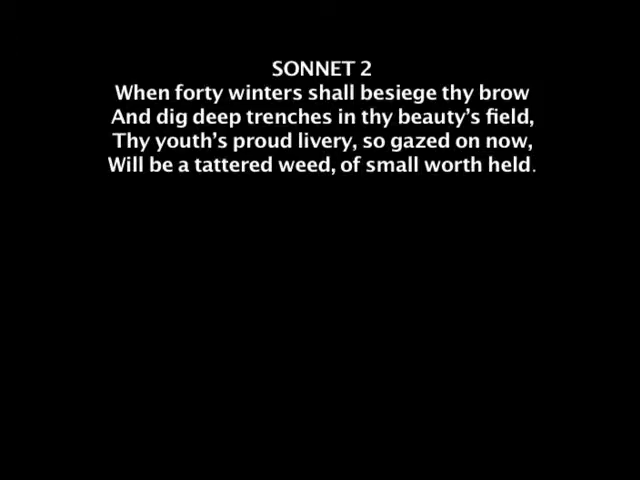 SONNET 2
When forty winters shall besiege thy brow
And dig deep trenches in thy beauty’s field,
Thy youth’s proud livery, so gazed on now,
Will be a tattered weed, of small worth held.